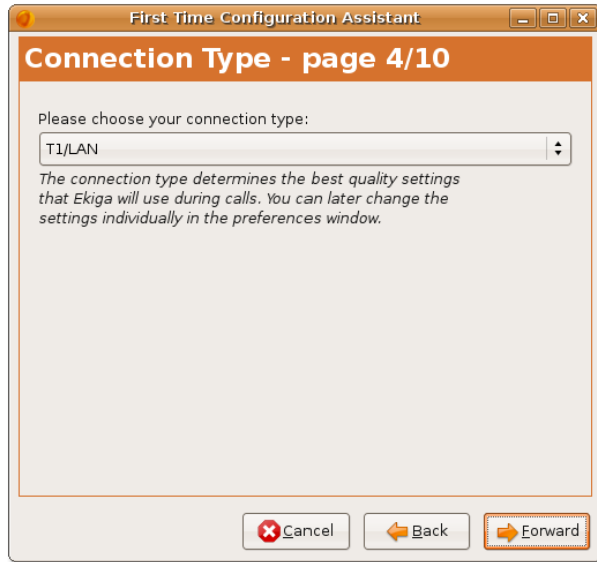 First Time Configuration Assistant
Connection Type - page 4/10
Please choose your connection type:
T1/LAN
The connection type determines the best quality settings
that Ekiga will use during calls. You can later change the
settings individually in the preferences window.
Cancel
Back
Forward